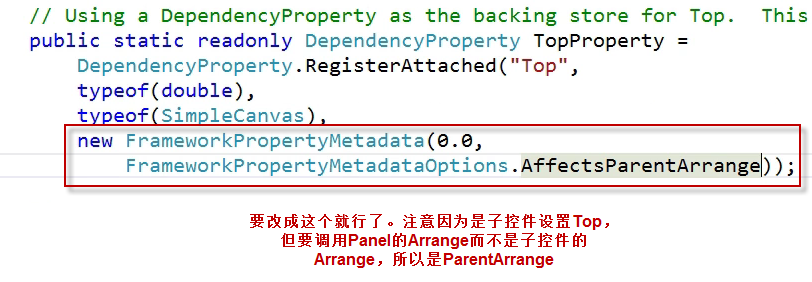 // Using a DependencyProperty as the backing store for Top.  This
public static readonly DependencyProperty TopProperty =
DependencyProperty.RegisterAttached("Top",
typeof(double),
typeof(SimpleCanvas),
new FrameworkPropertyMetadata(0.0,
FrameworkPropertyMetadataOptions.AffectsParentArrange));
要改成这个就行了。注意因为是子控件设置Top，
但要调用Panel的Arrange而不是子控件的
Arrange，所以是ParentArrange